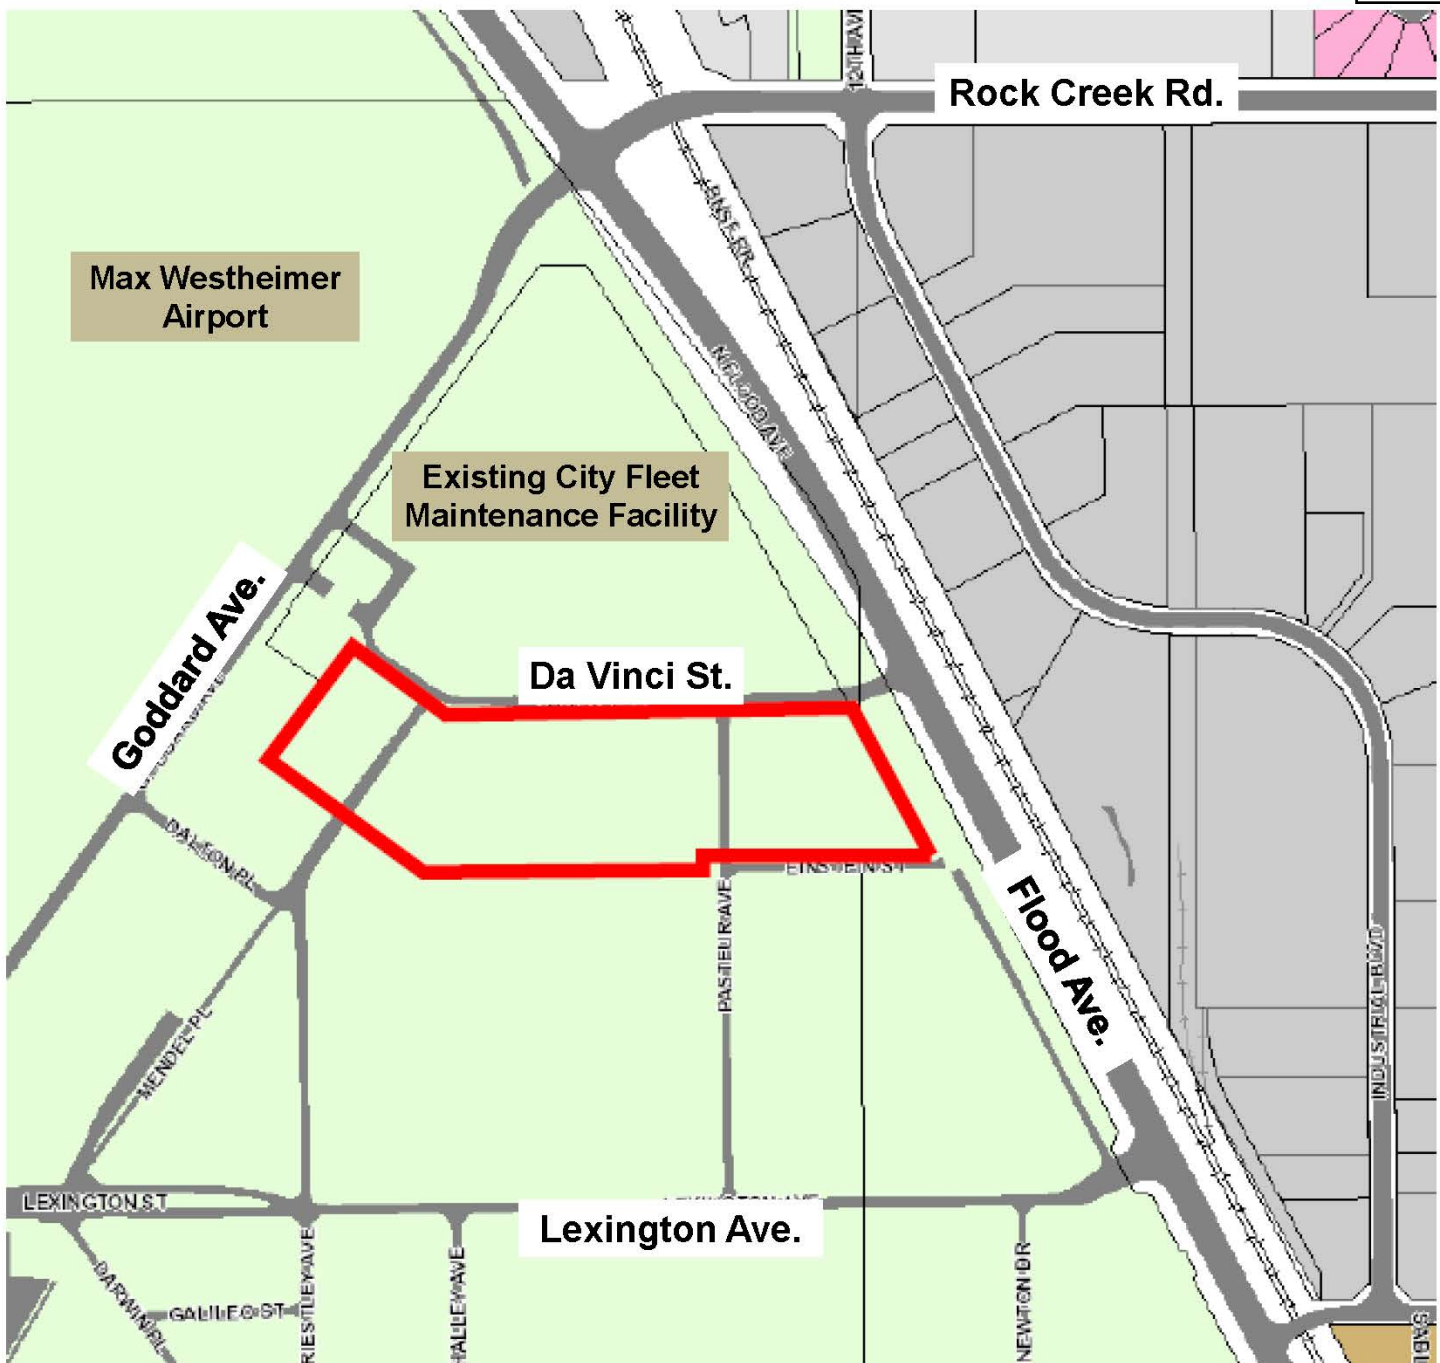 12TH AV
Rock Creek Rd.
BNSF RR
Max Westheimer
Airport
N FLOOD AVE
Existing City Fleet
Maintenance Facility
Goddard Ave.
Da Vinci St.
DALTON PL
EINSTEIN ST
PASTEUR AVE
Flood Ave.
INDUSTRIAL BLVD
MENDEL PL
LEXINGTON ST
Lexington Ave.
DARWIN PL
GALILEO ST
RIESTLEY AVE
HALLEY AVE
NEWTON DR